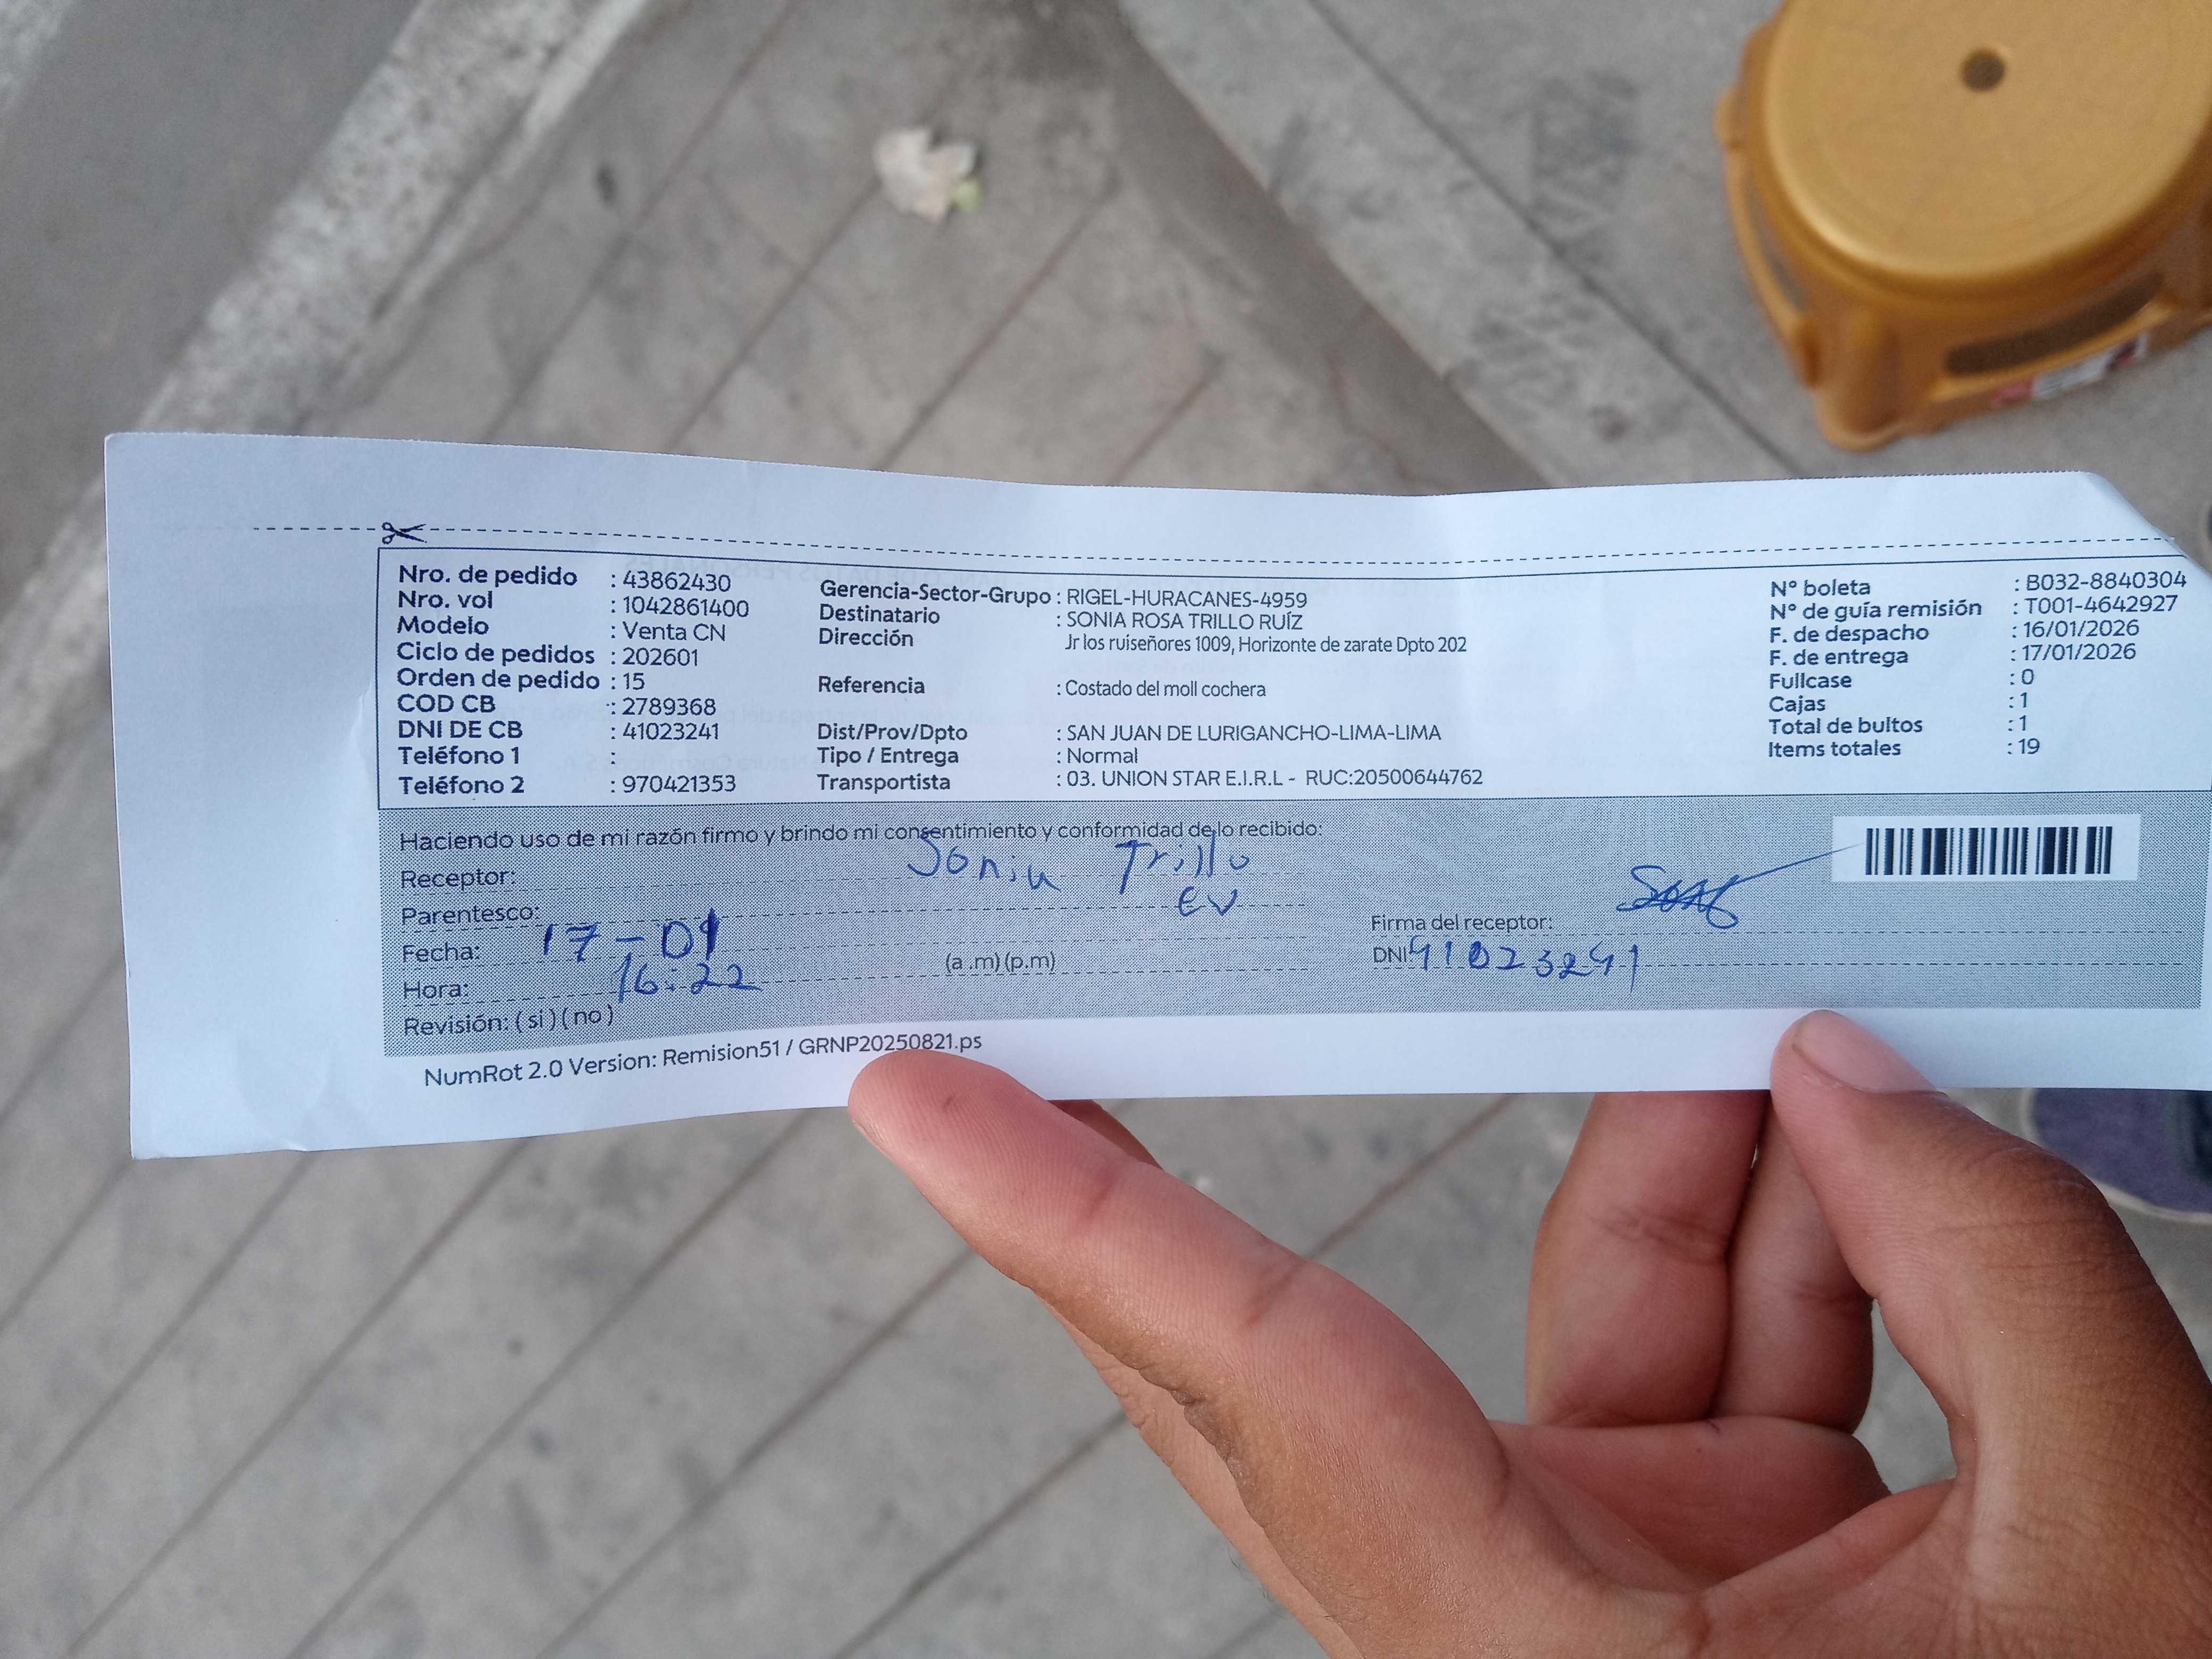 Nro. de pedido : 43862430
Nro. vol : 1042861400
Modelo : Venta CN
Ciclo de pedidos : 202601
Orden de pedido : 15
COD CB : 2789368
DNI DE CB : 41023241
Teléfono 1 :
Teléfono 2 : 970421353
Gerencia-Sector-Grupo : RIGEL-HURACANES-4959
Destinatario : SONIA ROSA TRILLO RUÍZ
Dirección Jr los ruiseñores 1009, Horizonte de zarate Dpto 202
Referencia : Costado del moll cochera
Dist/Prov/Dpto : SAN JUAN DE LURIGANCHO-LIMA-LIMA
Tipo / Entrega : Normal
Transportista : 03. UNION STAR E.I.R.L - RUC:20500644762
N° boleta : B032-8840304
N° de guía remisión : T001-4642927
F. de despacho : 16/01/2026
F. de entrega : 17/01/2026
Fullcase : 0
Cajas : 1
Total de bultos : 1
Items totales : 19
Haciendo uso de mi razón firmo y brindo mi consentimiento y conformidad de lo recibido:
Receptor: Sonia Trillo
Parentesco:
Fecha: 17-01
Hora: 16:22 (a .m) (p.m)
Revisión: ( si ) ( no )
Firma del receptor:
DNI 41023241
NumRot 2.0 Version: Remision51 / GRNP20250821.ps